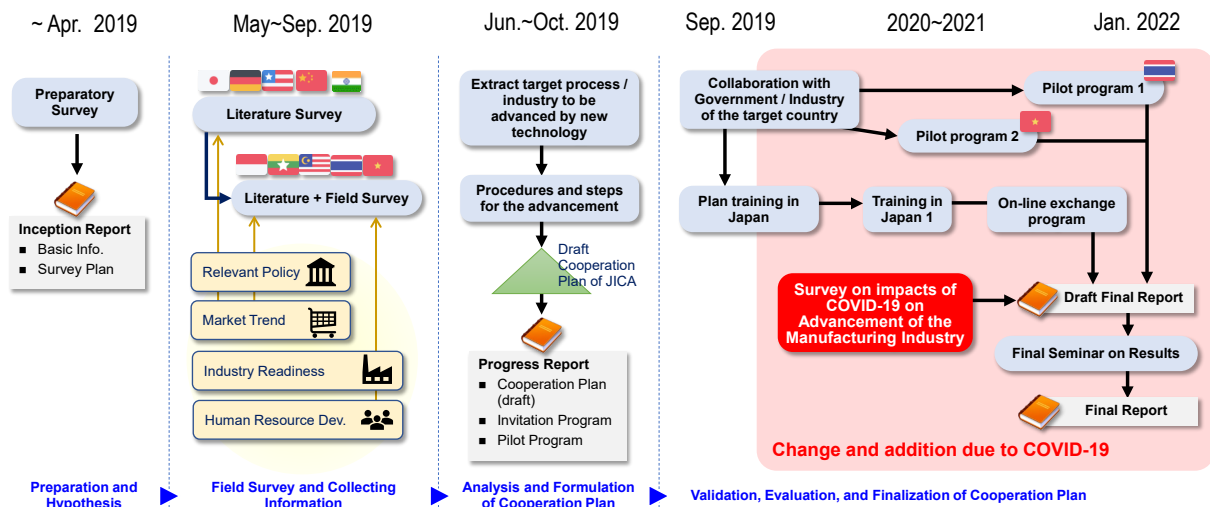 ~ Apr. 2019
May~Sep. 2019
Jun.~Oct. 2019
Sep. 2019
2020~2021
Jan. 2022
Preparatory
Survey
Inception Report
■ Basic Info.
■ Survey Plan
Literature Survey
Literature + Field Survey
Relevant Policy
Market Trend
Industry Readiness
Human Resource Dev.
Extract target process /
industry to be
advanced by new
technology
Procedures and steps
for the advancement
Draft
Cooperation
Plan of JICA
Progress Report
■ Cooperation Plan
(draft)
■ Invitation Program
■ Pilot Program
Collaboration with
Government / Industry
of the target country
Pilot program 1
Pilot program 2
Plan training in
Japan
Training in
Japan 1
On-line exchange
program
Survey on impacts of
COVID-19 on
Advancement of the
Manufacturing Industry
Draft Final Report
Final Seminar on Results
Final Report
Change and addition due to COVID-19
Preparation and
Hypothesis
Field Survey and Collecting
Information
Analysis and Formulation
of Cooperation Plan
Validation, Evaluation, and Finalization of Cooperation Plan